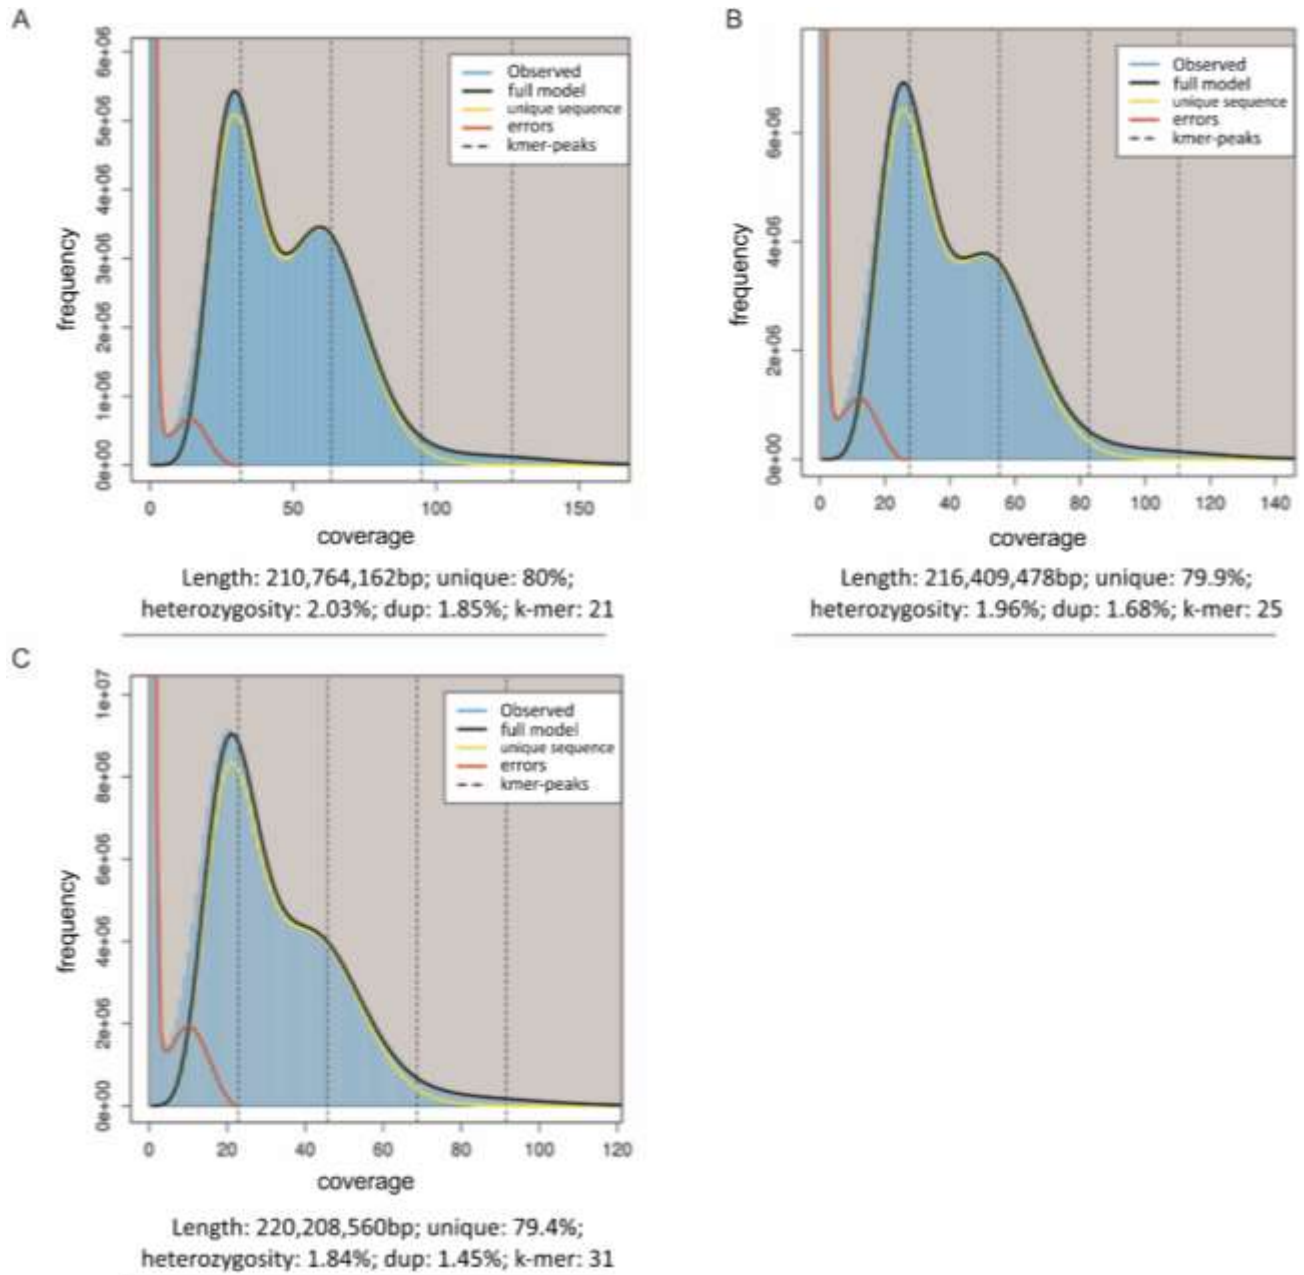 A
6e+06
5e+06
4e+06
3e+06
2e+06
1e+06
0e+00
frequency
Observed
full model
unique sequence
errors
kmer-peaks
0 50 100 150
coverage
Length: 210,764,162bp; unique: 80%;
heterozygosity: 2.03%; dup: 1.85%; k-mer: 21
B
6e+06
4e+06
2e+06
0e+00
frequency
Observed
full model
unique sequence
errors
kmer-peaks
0 20 40 60 80 100 120 140
coverage
Length: 216,409,478bp; unique: 79.9%;
heterozygosity: 1.96%; dup: 1.68%; k-mer: 25
C
1e+07
8e+06
6e+06
4e+06
2e+06
0e+00
frequency
Observed
full model
unique sequence
errors
kmer-peaks
0 20 40 60 80 100 120
coverage
Length: 220,208,560bp; unique: 79.4%;
heterozygosity: 1.84%; dup: 1.45%; k-mer: 31